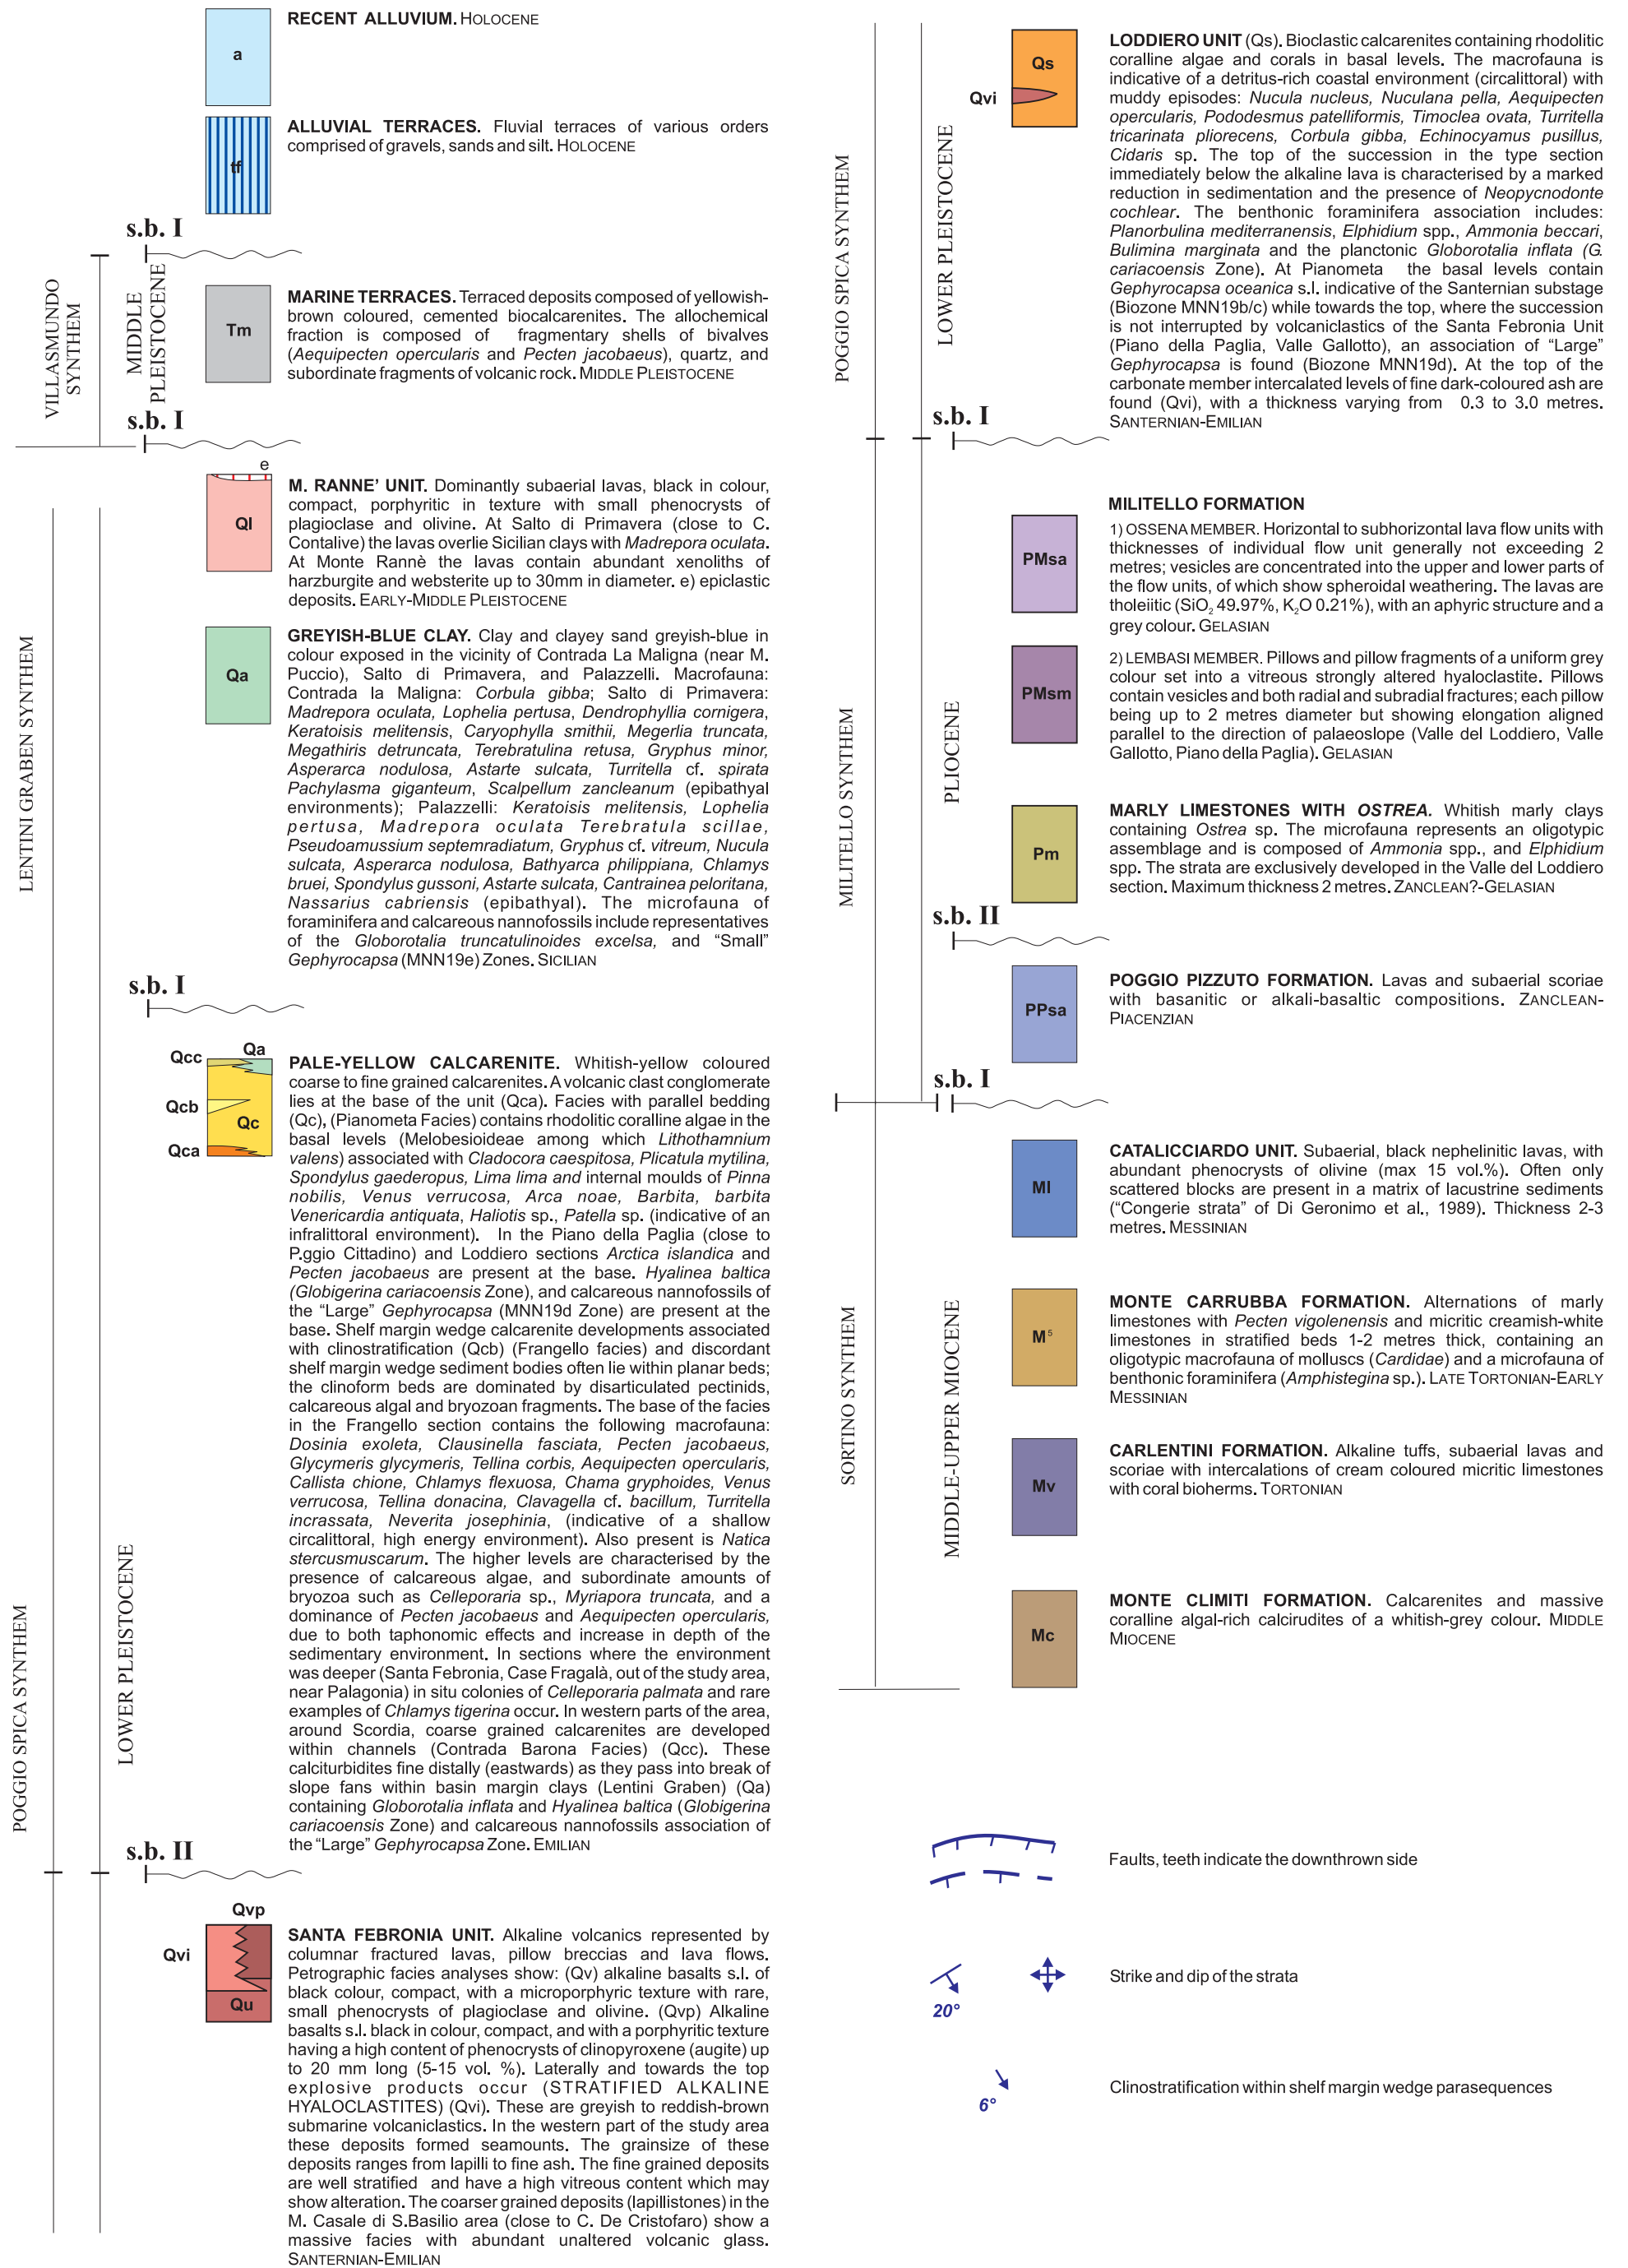 RECENT ALLUVIUM. HOLOCENE
a
ALLUVIAL TERRACES. Fluvial terraces of various orders
comprised of gravels, sands and silt. HOLOCENE
tf
s.b. I
VILLASMUNDO
SYNTHEM
MIDDLE
PLEISTOCENE
Tm
MARINE TERRACES. Terraced deposits composed of yellowish-
brown coloured, cemented biocalcarenites. The allochemical
fraction is composed of fragmentary shells of bivalves
(Aequipecten opercularis and Pecten jacobaeus), quartz, and
subordinate fragments of volcanic rock. MIDDLE PLEISTOCENE
s.b. I
LENTINI GRABEN SYNTHEM
e
Ql
M. RANNE' UNIT. Dominantly subaerial lavas, black in colour,
compact, porphyritic in texture with small phenocrysts of
plagioclase and olivine. At Salto di Primavera (close to C.
Contalive) the lavas overlie Sicilian clays with Madrepora oculata.
At Monte Rannè the lavas contain abundant xenoliths of
harzburgite and websterite up to 30mm in diameter. e) epiclastic
deposits. EARLY-MIDDLE PLEISTOCENE
Qa
GREYISH-BLUE CLAY. Clay and clayey sand greyish-blue in
colour exposed in the vicinity of Contrada La Maligna (near M.
Puccio), Salto di Primavera, and Palazzelli. Macrofauna:
Contrada la Maligna: Corbula gibba; Salto di Primavera:
Madrepora oculata, Lophelia pertusa, Dendrophyllia cornigera,
Keratoisis melitensis, Caryophylla smithii, Megerlia truncata,
Megathiris detruncata, Terebratulina retusa, Gryphus minor,
Asperarca nodulosa, Astarte sulcata, Turritella cf. spirata
Pachylasma giganteum, Scalpellum zancleanum (epibathyal
environments); Palazzelli: Keratoisis melitensis, Lophelia
pertusa, Madrepora oculata Terebratula scillae,
Pseudoamussium septemradiatum, Gryphus cf. vitreum, Nucula
sulcata, Asperarca nodulosa, Bathyarca philippiana, Chlamys
bruei, Spondylus gussoni, Astarte sulcata, Cantrainea peloritana,
Nassarius cabriensis (epibathyal). The microfauna of
foraminifera and calcareous nannofossils include representatives
of the Globorotalia truncatulinoides excelsa, and "Small"
Gephyrocapsa (MNN19e) Zones. SICILIAN
s.b. I
POGGIO SPICA SYNTHEM
LOWER PLEISTOCENE
Qcc
Qa
Qcb
Qc
Qca
PALE-YELLOW CALCARENITE. Whitish-yellow coloured
coarse to fine grained calcarenites. A volcanic clast conglomerate
lies at the base of the unit (Qca). Facies with parallel bedding
(Qc), (Pianometa Facies) contains rhodolitic coralline algae in the
basal levels (Melobesioideae among which Lithothamnium
valens) associated with Cladocora caespitosa, Plicatula mytilina,
Spondylus gaederopus, Lima lima and internal moulds of Pinna
nobilis, Venus verrucosa, Arca noae, Barbita, barbita
Venericardia antiquata, Haliotis sp., Patella sp. (indicative of an
infralittoral environment). In the Piano della Paglia (close to
P.ggio Cittadino) and Loddiero sections Arctica islandica and
Pecten jacobaeus are present at the base. Hyalinea baltica
(Globigerina cariacoensis Zone), and calcareous nannofossils of
the "Large" Gephyrocapsa (MNN19d Zone) are present at the
base. Shelf margin wedge calcarenite developments associated
with clinostratification (Qcb) (Frangello facies) and discordant
shelf margin wedge sediment bodies often lie within planar beds;
the clinoform beds are dominated by disarticulated pectinids,
calcareous algal and bryozoan fragments. The base of the facies
in the Frangello section contains the following macrofauna:
Dosinia exoleta, Clausinella fasciata, Pecten jacobaeus,
Glycymeris glycymeris, Tellina corbis, Aequipecten opercularis,
Callista chione, Chlamys flexuosa, Chama gryphoides, Venus
verrucosa, Tellina donacina, Clavagella cf. bacillum, Turritella
incrassata, Neverita josephinia, (indicative of a shallow
circalittoral, high energy environment). Also present is Natica
stercusmuscarum. The higher levels are characterised by the
presence of calcareous algae, and subordinate amounts of
bryozoa such as Celleporaria sp., Myriapora truncata, and a
dominance of Pecten jacobaeus and Aequipecten opercularis,
due to both taphonomic effects and increase in depth of the
sedimentary environment. In sections where the environment
was deeper (Santa Febronia, Case Fragalà, out of the study area,
near Palagonia) in situ colonies of Celleporaria palmata and rare
examples of Chlamys tigerina occur. In western parts of the area,
around Scordia, coarse grained calcarenites are developed
within channels (Contrada Barona Facies) (Qcc). These
calciturbidites fine distally (eastwards) as they pass into break of
slope fans within basin margin clays (Lentini Graben) (Qa)
containing Globorotalia inflata and Hyalinea baltica (Globigerina
cariacoensis Zone) and calcareous nannofossils association of
the "Large" Gephyrocapsa Zone. EMILIAN
s.b. II
Qvp
Qvi
Qu
SANTA FEBRONIA UNIT. Alkaline volcanics represented by
columnar fractured lavas, pillow breccias and lava flows.
Petrographic facies analyses show: (Qv) alkaline basalts s.l. of
black colour, compact, with a microporphyric texture with rare,
small phenocrysts of plagioclase and olivine. (Qvp) Alkaline
basalts s.l. black in colour, compact, and with a porphyritic texture
having a high content of phenocrysts of clinopyroxene (augite) up
to 20 mm long (5-15 vol. %). Laterally and towards the top
explosive products occur (STRATIFIED ALKALINE
HYALOCLASTITES) (Qvi). These are greyish to reddish-brown
submarine volcaniclastics. In the western part of the study area
these deposits formed seamounts. The grainsize of these
deposits ranges from lapilli to fine ash. The fine grained deposits
are well stratified and have a high vitreous content which may
show alteration. The coarser grained deposits (lapillistones) in the
M. Casale di S.Basilio area (close to C. De Cristofaro) show a
massive facies with abundant unaltered volcanic glass.
SANTERNIAN-EMILIAN
POGGIO SPICA SYNTHEM
LOWER PLEISTOCENE
Qs
Qvi
LODDIERO UNIT (Qs). Bioclastic calcarenites containing rhodolitic
coralline algae and corals in basal levels. The macrofauna is
indicative of a detritus-rich coastal environment (circalittoral) with
muddy episodes: Nucula nucleus, Nuculana pella, Aequipecten
opercularis, Pododesmus patelliformis, Timoclea ovata, Turritella
tricarinata pliorecens, Corbula gibba, Echinocyamus pusillus,
Cidaris sp. The top of the succession in the type section
immediately below the alkaline lava is characterised by a marked
reduction in sedimentation and the presence of Neopycnodonte
cochlear. The benthonic foraminifera association includes:
Planorbulina mediterranensis, Elphidium spp., Ammonia beccari,
Bulimina marginata and the planctonic Globorotalia inflata (G.
cariacoensis Zone). At Pianometa the basal levels contain
Gephyrocapsa oceanica s.l. indicative of the Santernian substage
(Biozone MNN19b/c) while towards the top, where the succession
is not interrupted by volcaniclastics of the Santa Febronia Unit
(Piano della Paglia, Valle Gallotto), an association of "Large"
Gephyrocapsa is found (Biozone MNN19d). At the top of the
carbonate member intercalated levels of fine dark-coloured ash are
found (Qvi), with a thickness varying from 0.3 to 3.0 metres.
SANTERNIAN-EMILIAN
s.b. I
MILITELLO SYNTHEM
PLIOCENE
MILITELLO FORMATION
PMsa
1) OSSENA MEMBER. Horizontal to subhorizontal lava flow units with
thicknesses of individual flow unit generally not exceeding 2
metres; vesicles are concentrated into the upper and lower parts of
the flow units, of which show spheroidal weathering. The lavas are
tholeiitic (SiO2 49.97%, K2O 0.21%), with an aphyric structure and a
grey colour. GELASIAN
PMsm
2) LEMBASI MEMBER. Pillows and pillow fragments of a uniform grey
colour set into a vitreous strongly altered hyaloclastite. Pillows
contain vesicles and both radial and subradial fractures; each pillow
being up to 2 metres diameter but showing elongation aligned
parallel to the direction of palaeoslope (Valle del Loddiero, Valle
Gallotto, Piano della Paglia). GELASIAN
Pm
MARLY LIMESTONES WITH OSTREA. Whitish marly clays
containing Ostrea sp. The microfauna represents an oligotypic
assemblage and is composed of Ammonia spp., and Elphidium
spp. The strata are exclusively developed in the Valle del Loddiero
section. Maximum thickness 2 metres. ZANCLEAN?-GELASIAN
s.b. II
PPsa
POGGIO PIZZUTO FORMATION. Lavas and subaerial scoriae
with basanitic or alkali-basaltic compositions. ZANCLEAN-
PIACENZIAN
s.b. I
SORTINO SYNTHEM
MIDDLE-UPPER MIOCENE
Ml
CATALICCIARDO UNIT. Subaerial, black nephelinitic lavas, with
abundant phenocrysts of olivine (max 15 vol.%). Often only
scattered blocks are present in a matrix of lacustrine sediments
("Congerie strata" of Di Geronimo et al., 1989). Thickness 2-3
metres. MESSINIAN
M5
MONTE CARRUBBA FORMATION. Alternations of marly
limestones with Pecten vigolenensis and micritic creamish-white
limestones in stratified beds 1-2 metres thick, containing an
oligotypic macrofauna of molluscs (Cardidae) and a microfauna of
benthonic foraminifera (Amphistegina sp.). LATE TORTONIAN-EARLY
MESSINIAN
Mv
CARLENTINI FORMATION. Alkaline tuffs, subaerial lavas and
scoriae with intercalations of cream coloured micritic limestones
with coral bioherms. TORTONIAN
Mc
MONTE CLIMITI FORMATION. Calcarenites and massive
coralline algal-rich calcirudites of a whitish-grey colour. MIDDLE
MIOCENE
Faults, teeth indicate the downthrown side
Strike and dip of the strata
20°
Clinostratification within shelf margin wedge parasequences
6°